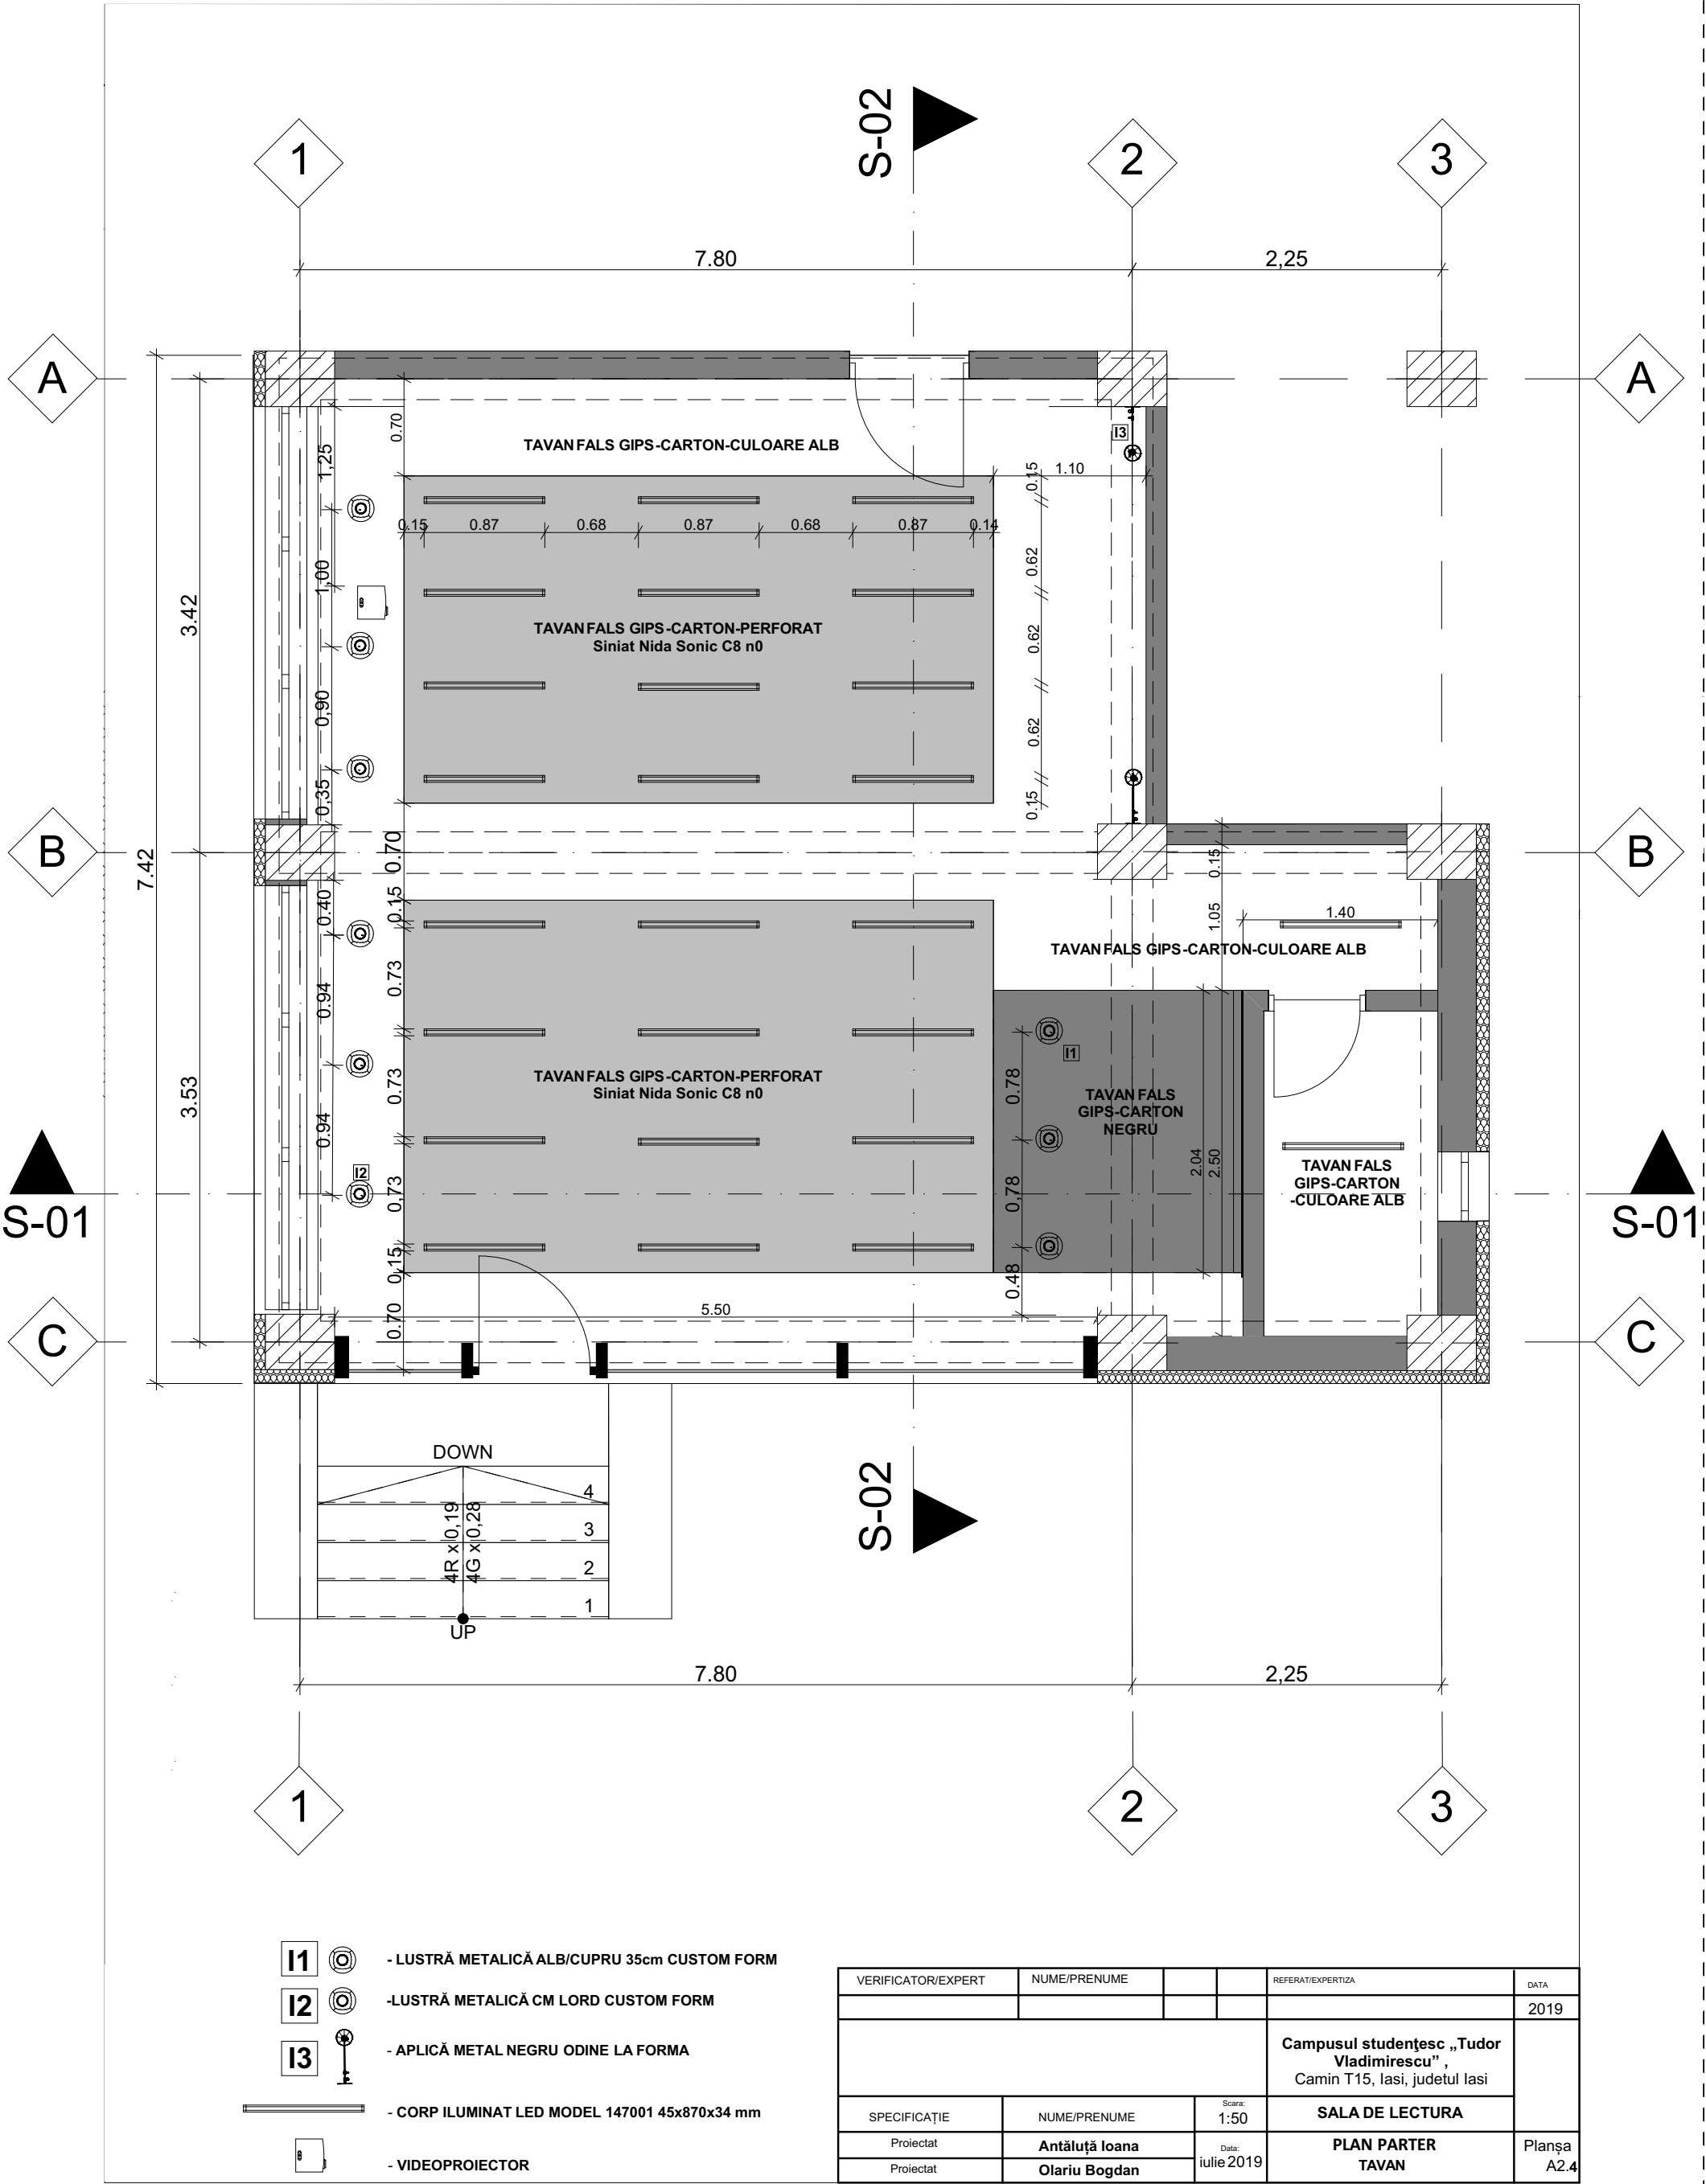 S-02
1
2
3
7.80
2,25
A
A
0.70
TAVAN FALS GIPS-CARTON-CULOARE ALB
I3
1,25
0.15
1.10
0.15
0.87
0.68
0.87
0.68
0.87
0.14
1,00
0.62
3.42
TAVAN FALS GIPS-CARTON-PERFORAT
Siniat Nida Sonic C8 n0
0.62
0,90
0.62
0,35
0.15
B
B
7.42
0.70
0.15
0.40
0.15
1.05
1.40
TAVAN FALS GIPS-CARTON-CULOARE ALB
0.94
0.73
I1
3.53
TAVAN FALS GIPS-CARTON-PERFORAT
Siniat Nida Sonic C8 n0
0.73
0.78
TAVAN FALS
GIPS-CARTON
NEGRU
0.94
I2
0,73
0,78
2.04
2.50
TAVAN FALS
GIPS-CARTON
-CULOARE ALB
S-01
S-01
0.15
0.48
0.70
5.50
C
C
DOWN
4
3
2
1
4R x 0,19
4G x 0,28
UP
S-02
7.80
2,25
1
2
3
I1
- LUSTRĂ METALICĂ ALB/CUPRU 35cm CUSTOM FORM
I2
-LUSTRĂ METALICĂ CM LORD CUSTOM FORM
I3
- APLICĂ METAL NEGRU ODINE LA FORMA
- CORP ILUMINAT LED MODEL 147001 45x870x34 mm
- VIDEOPROIECTOR
VERIFICATOR/EXPERT
NUME/PRENUME
REFERAT/EXPERTIZA
DATA
2019
Campusul studenţesc „Tudor
Vladimirescu” ,
Camin T15, Iasi, judetul Iasi
SPECIFICAȚIE
NUME/PRENUME
Scara:
1:50
SALA DE LECTURA
Proiectat
Antăluță Ioana
Data:
iulie 2019
PLAN PARTER
TAVAN
Planșa
A2.4
Proiectat
Olariu Bogdan